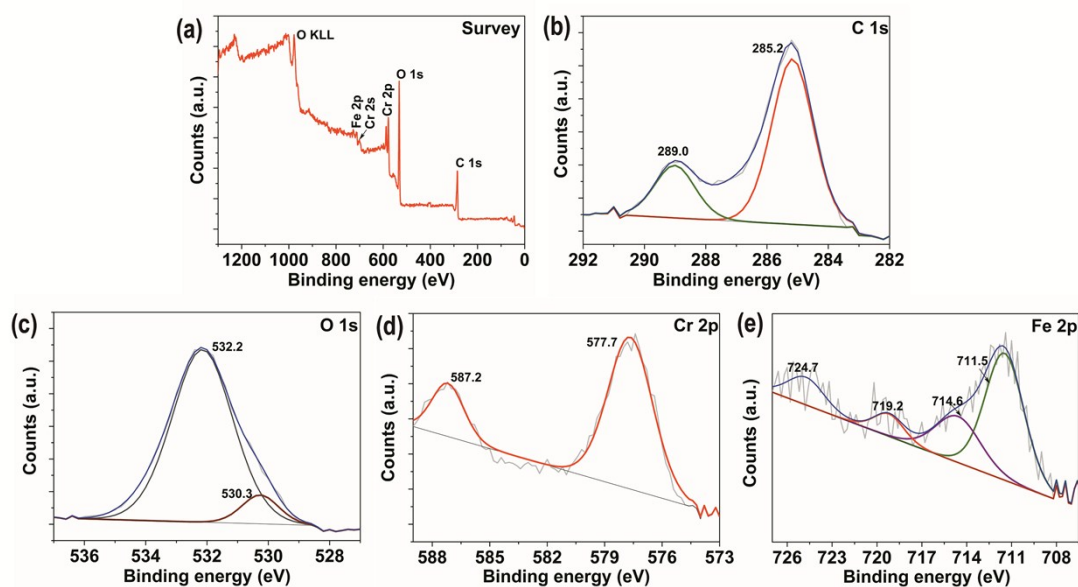 (a)
Survey
O KLL
Fe 2p
Cr 2s
Cr 2p
O 1s
C 1s
Counts (a.u.)
1200 1000 800 600 400 200 0
Binding energy (eV)
(b)
C 1s
285.2
289.0
Counts (a.u.)
292 290 288 286 284 282
Binding energy (eV)
(c)
O 1s
532.2
530.3
Counts (a.u.)
536 534 532 530 528
Binding energy (eV)
(d)
Cr 2p
577.7
587.2
Counts (a.u.)
588 585 582 579 576 573
Binding energy (eV)
(e)
Fe 2p
724.7
719.2
714.6
711.5
Counts (a.u.)
726 723 720 717 714 711 708
Binding energy (eV)